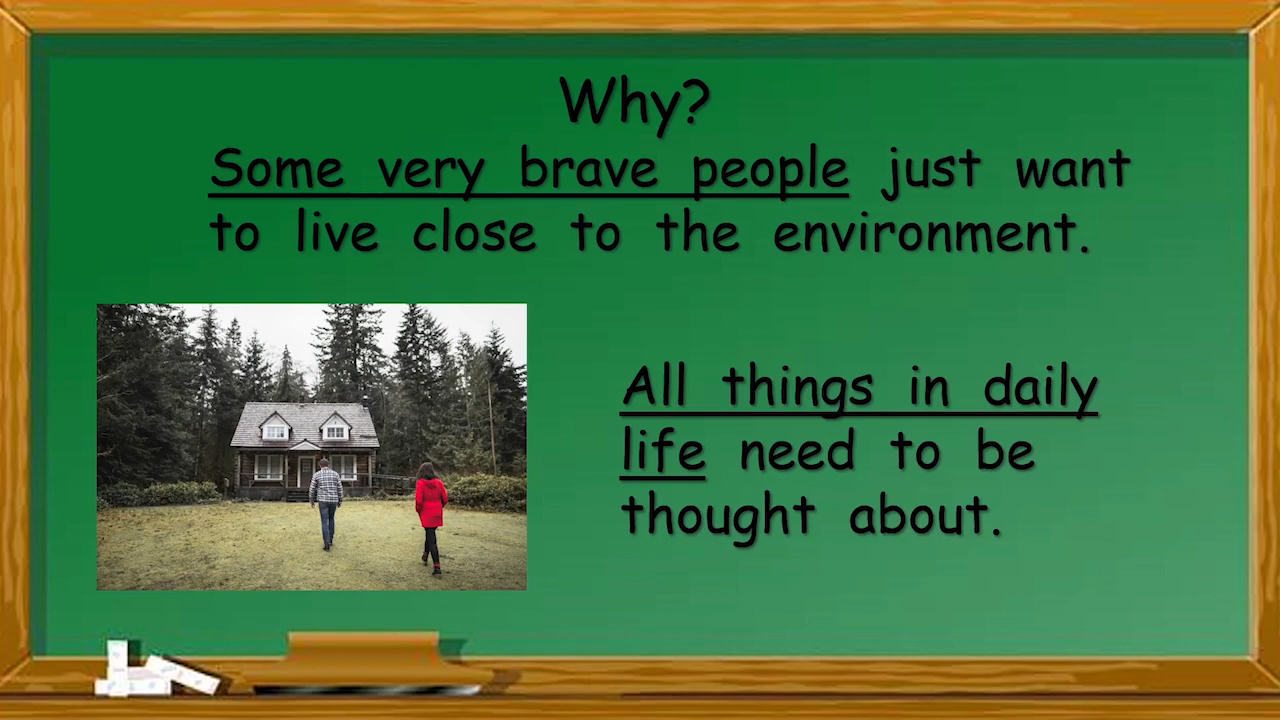 Why?
Some very brave people just want
to live close to the environment.
All things in daily
life need to be
thought about.